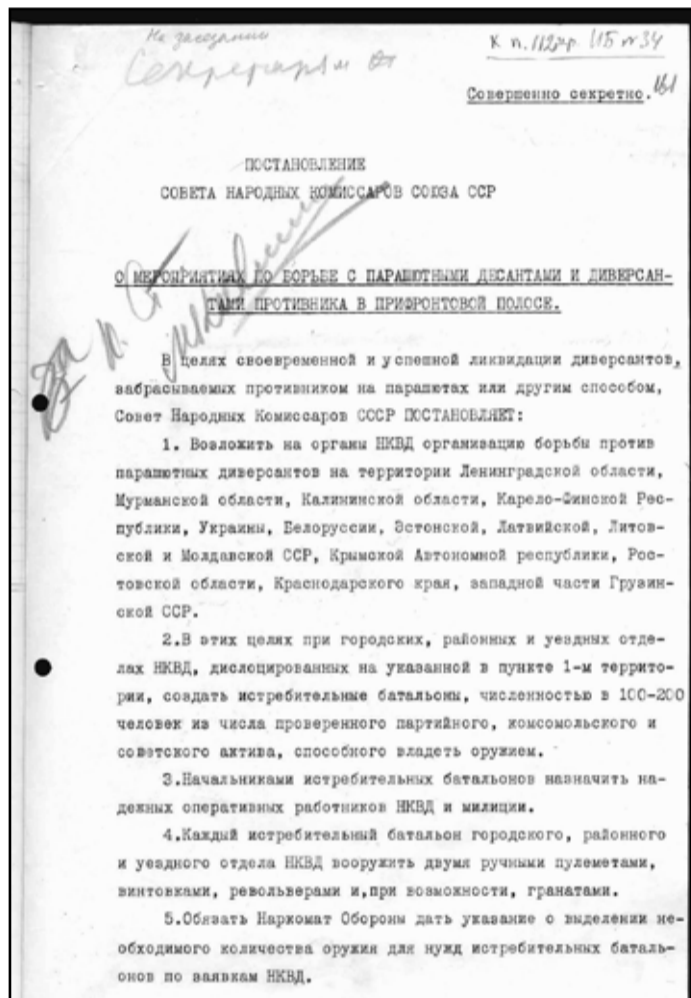 На заседании
К п. 112 пр. ПБ № 34
Секретарям
Совершенно секретно. 181
ПОСТАНОВЛЕНИЕ
СОВЕТА НАРОДНЫХ КОМИССАРОВ СОЮЗА ССР
О МЕРОПРИЯТИЯХ ПО БОРЬБЕ С ПАРАШЮТНЫМИ ДЕСАНТАМИ И ДИВЕРСАН-
ТАМИ ПРОТИВНИКА В ПРИФРОНТОВОЙ ПОЛОСЕ.
В целях своевременной и успешной ликвидации диверсантов,
забрасываемых противником на парашютах или другим способом,
Совет Народных Комиссаров СССР ПОСТАНОВЛЯЕТ:
1. Возложить на органы НКВД организацию борьбы против
парашютных диверсантов на территории Ленинградской области,
Мурманской области, Калининской области, Карело-Финской Рес-
публики, Украины, Белоруссии, Эстонской, Латвийской, Литов-
ской и Молдавской ССР, Крымской Автономной республики, Рос-
товской области, Краснодарского края, западной части Грузин-
ской ССР.
2.В этих целях при городских, районных и уездных отде-
лах НКВД, дислоцированных на указанной в пункте 1-м террито-
рии, создать истребительные батальоны, численностью в 100-200
человек из числа проверенного партийного, комсомольского и
советского актива, способного владеть оружием.
3.Начальниками истребительных батальонов назначить на-
дежных оперативных работников НКВД и милиции.
4.Каждый истребительный батальон городского, районного
и уездного отдела НКВД вооружить двумя ручными пулеметами,
винтовками, револьверами и,при возможности, гранатами.
5.Обязать Наркомат Обороны дать указание о выделении не-
обходимого количества оружия для нужд истребительных баталь-
онов по заявкам НКВД.